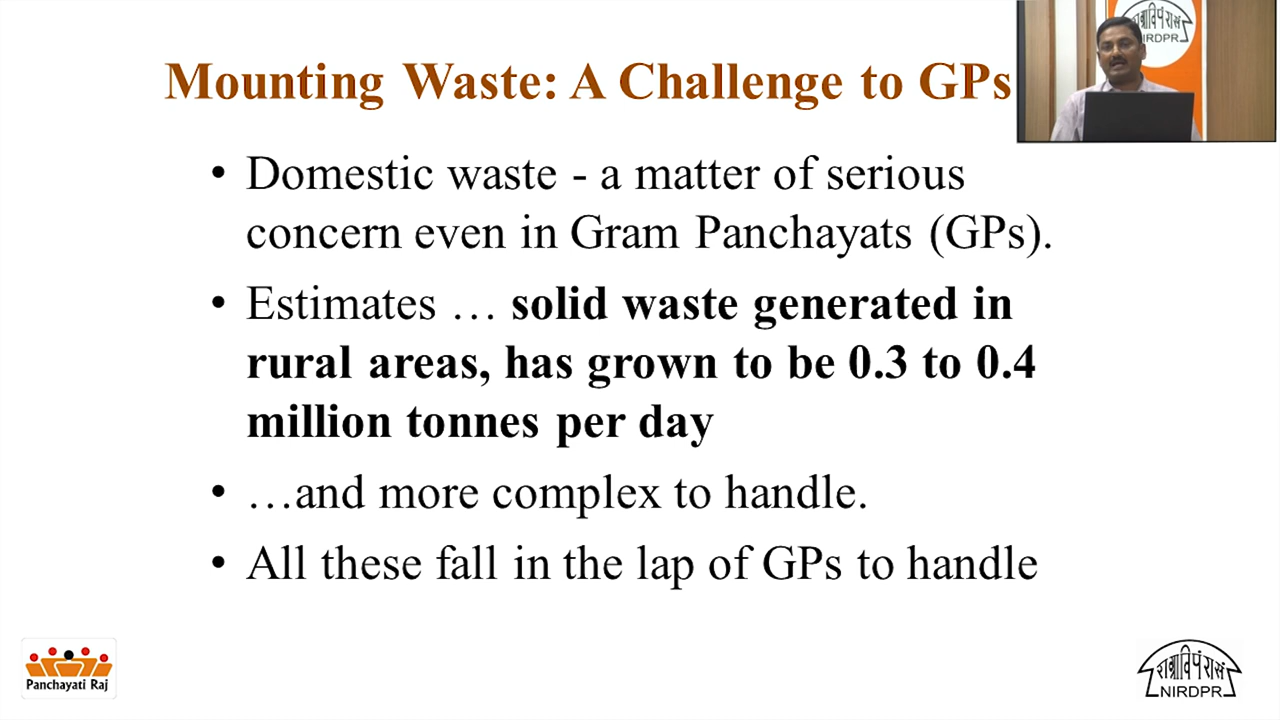 Mounting Waste: A Challenge to GPs
• Domestic waste - a matter of serious
concern even in Gram Panchayats (GPs).
• Estimates … solid waste generated in
rural areas, has grown to be 0.3 to 0.4
million tonnes per day
• …and more complex to handle.
• All these fall in the lap of GPs to handle
Panchayati Raj
राग्राविपंरासं
NIRDPR